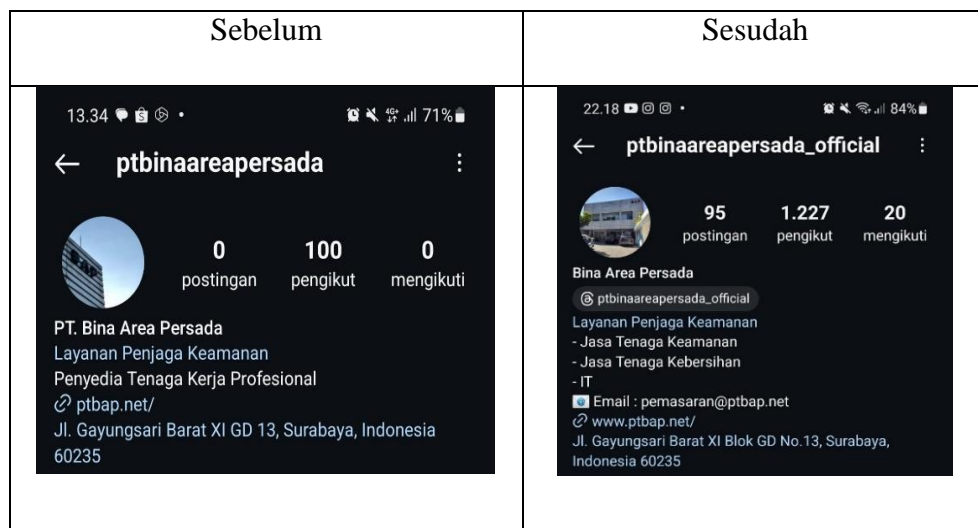 Sebelum
Sesudah
13.34
4G+ 71%
ptbinaareapersada
0 100 0
postingan pengikut mengikuti
PT. Bina Area Persada
Layanan Penjaga Keamanan
Penyedia Tenaga Kerja Profesional
ptbap.net/
Jl. Gayungsari Barat XI GD 13, Surabaya, Indonesia
60235
22.18 84%
ptbinaareapersada_official
95 1.227 20
postingan pengikut mengikuti
Bina Area Persada
ptbinaareapersada_official
Layanan Penjaga Keamanan
- Jasa Tenaga Keamanan
- Jasa Tenaga Kebersihan
- IT
Email : pemasaran@ptbap.net
www.ptbap.net/
Jl. Gayungsari Barat XI Blok GD No.13, Surabaya,
Indonesia 60235